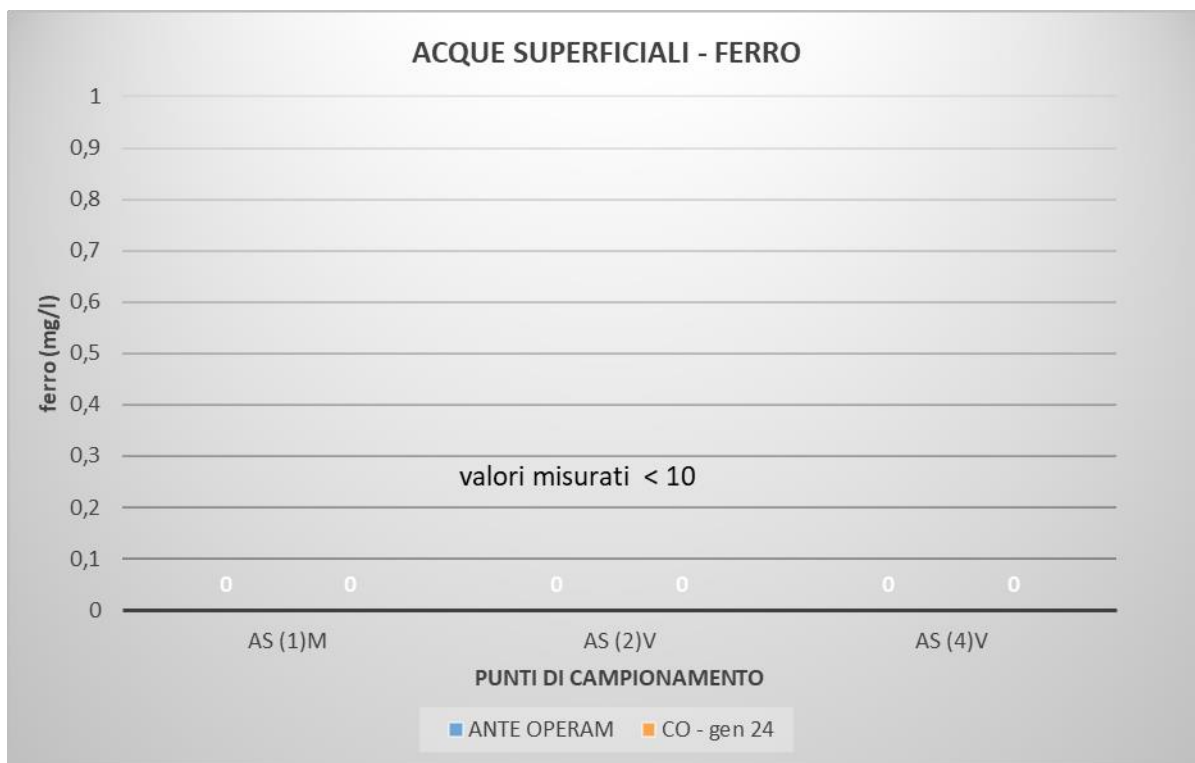 ACQUE SUPERFICIALI - FERRO
1
0,9
0,8
0,7
0,6
0,5
0,4
0,3
0,2
0,1
0
ferro (mg/l)
valori misurati < 10
0 0 0 0 0 0
AS (1)M AS (2)V AS (4)V
PUNTI DI CAMPIONAMENTO
ANTE OPERAM CO - gen 24